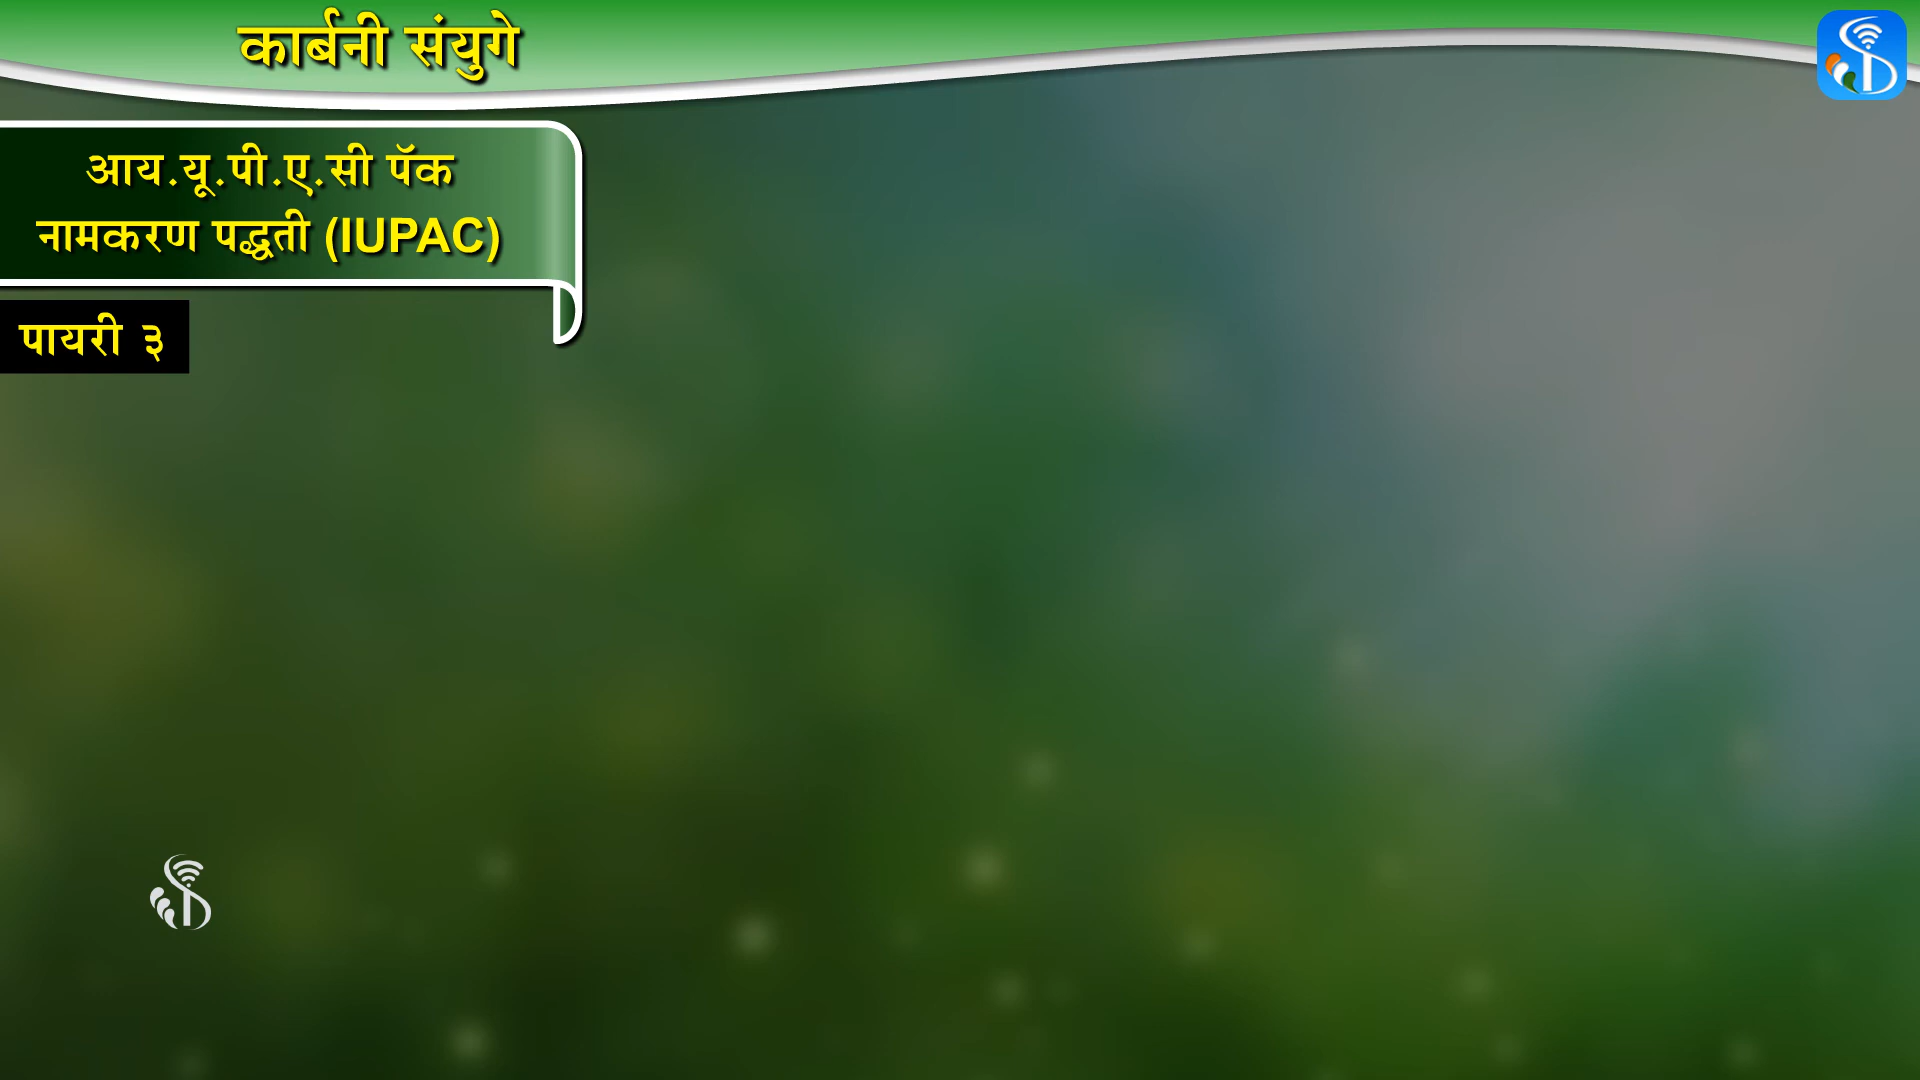 कार्बनी संयुगे
आय.यू.पी.ए.सी पॅक
नामकरण पद्धती (IUPAC)
पायरी ३